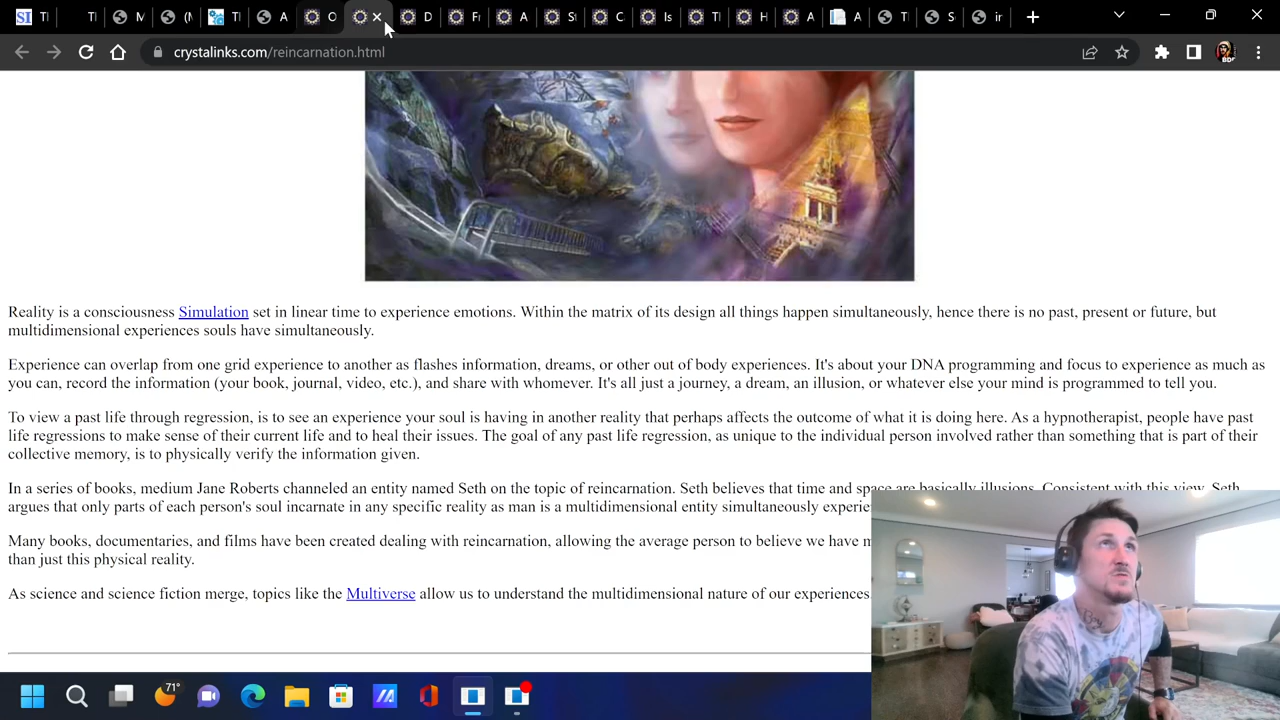 SI
TI
TI
M
(N
TI
A
O
D
Fr
A
St
C
Is
TI
H
A
A
TI
S
ir
crystalinks.com/reincarnation.html
BDF
Reality is a consciousness Simulation set in linear time to experience emotions. Within the matrix of its design all things happen simultaneously, hence there is no past, present or future, but
multidimensional experiences souls have simultaneously.
Experience can overlap from one grid experience to another as flashes information, dreams, or other out of body experiences. It's about your DNA programming and focus to experience as much as
you can, record the information (your book, journal, video, etc.), and share with whomever. It's all just a journey, a dream, an illusion, or whatever else your mind is programmed to tell you.
To view a past life through regression, is to see an experience your soul is having in another reality that perhaps affects the outcome of what it is doing here. As a hypnotherapist, people have past
life regressions to make sense of their current life and to heal their issues. The goal of any past life regression, as unique to the individual person involved rather than something that is part of their
collective memory, is to physically verify the information given.
In a series of books, medium Jane Roberts channeled an entity named Seth on the topic of reincarnation. Seth believes that time and space are basically illusions. Consistent with this view, Seth
argues that only parts of each person's soul incarnate in any specific reality as man is a multidimensional entity simultaneously experie
Many books, documentaries, and films have been created dealing with reincarnation, allowing the average person to believe we have m
than just this physical reality.
As science and science fiction merge, topics like the Multiverse allow us to understand the multidimensional nature of our experiences
71°